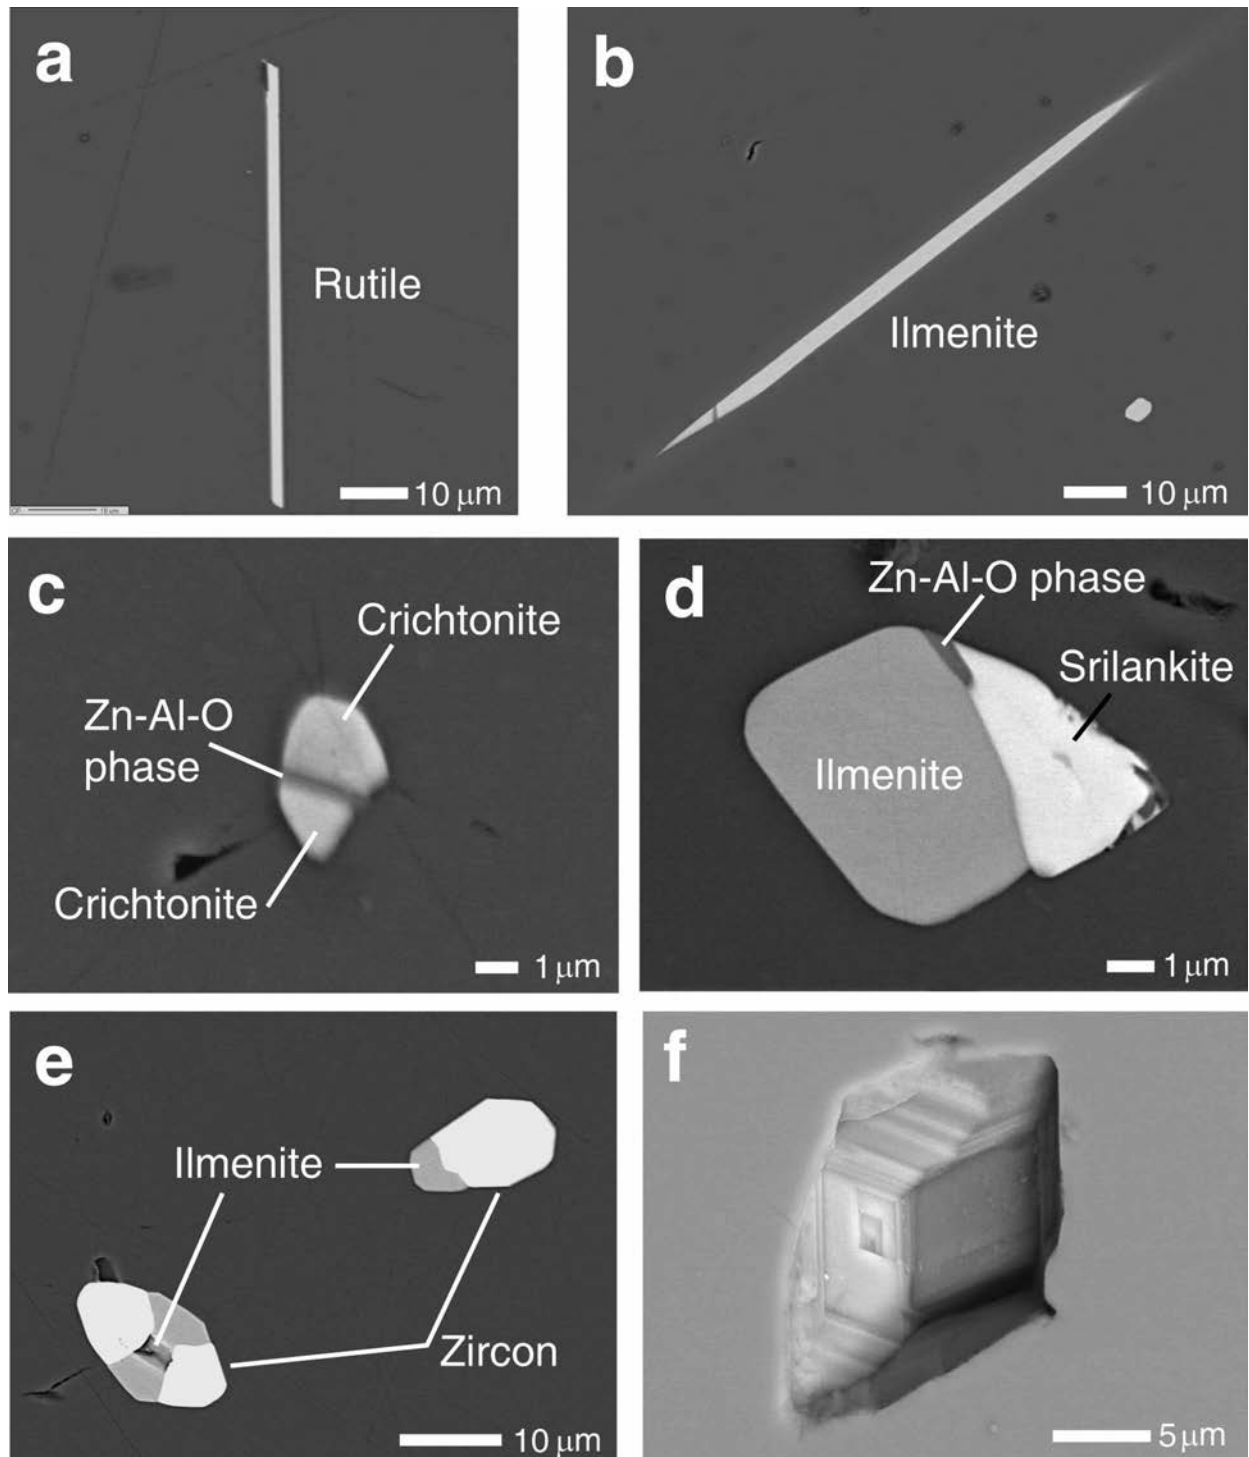 a
b
Rutile
Ilmenite
10 μm
10 μm
c
d
Zn-Al-O phase
Crichtonite
Srilankite
Zn-Al-O
phase
Ilmenite
Crichtonite
1 μm
1 μm
e
f
Ilmenite
Zircon
10 μm
5 μm